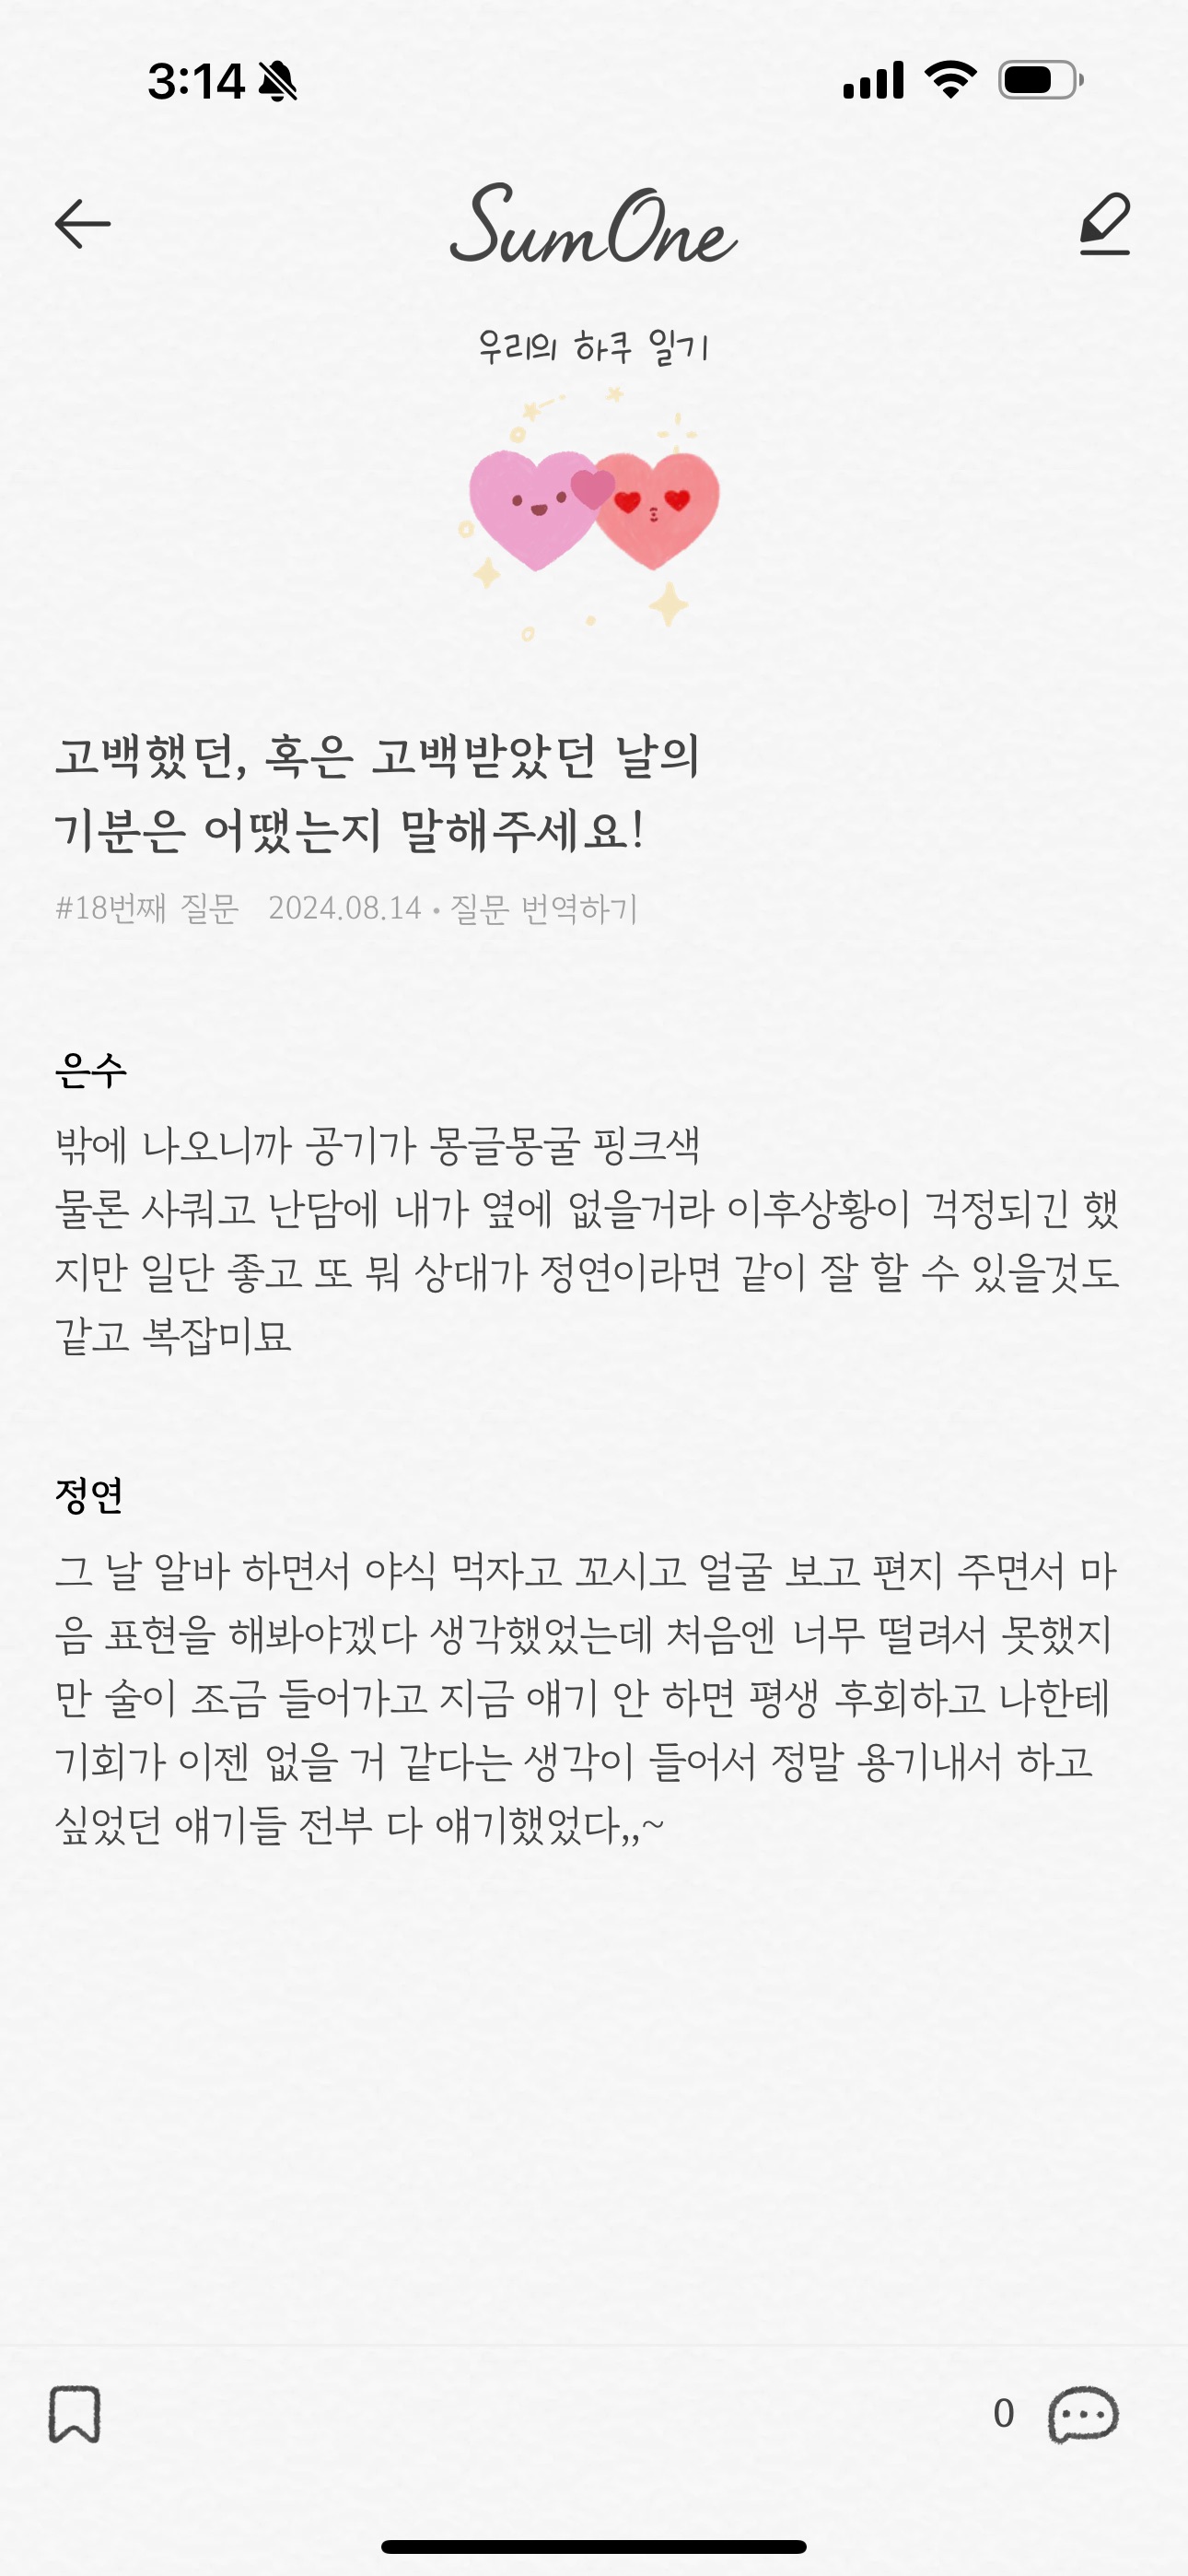 3:14
SumOne
우리의 하루 일기
고백했던, 혹은 고백받았던 날의
기분은 어땠는지 말해주세요!
#18번째 질문 2024.08.14 • 질문 번역하기
은수
밖에 나오니까 공기가 몽글몽굴 핑크색
물론 사귀고 난담에 내가 옆에 없을거라 이후상황이 걱정되긴 했
지만 일단 좋고 또 뭐 상대가 정연이라면 같이 잘 할 수 있을것도
같고 복잡미묘
정연
그 날 알바 하면서 야식 먹자고 꼬시고 얼굴 보고 편지 주면서 마
음 표현을 해봐야겠다 생각했었는데 처음엔 너무 떨려서 못했지
만 술이 조금 들어가고 지금 얘기 안 하면 평생 후회하고 나한테
기회가 이젠 없을 거 같다는 생각이 들어서 정말 용기내서 하고
싶었던 얘기들 전부 다 얘기했었다,,~
0